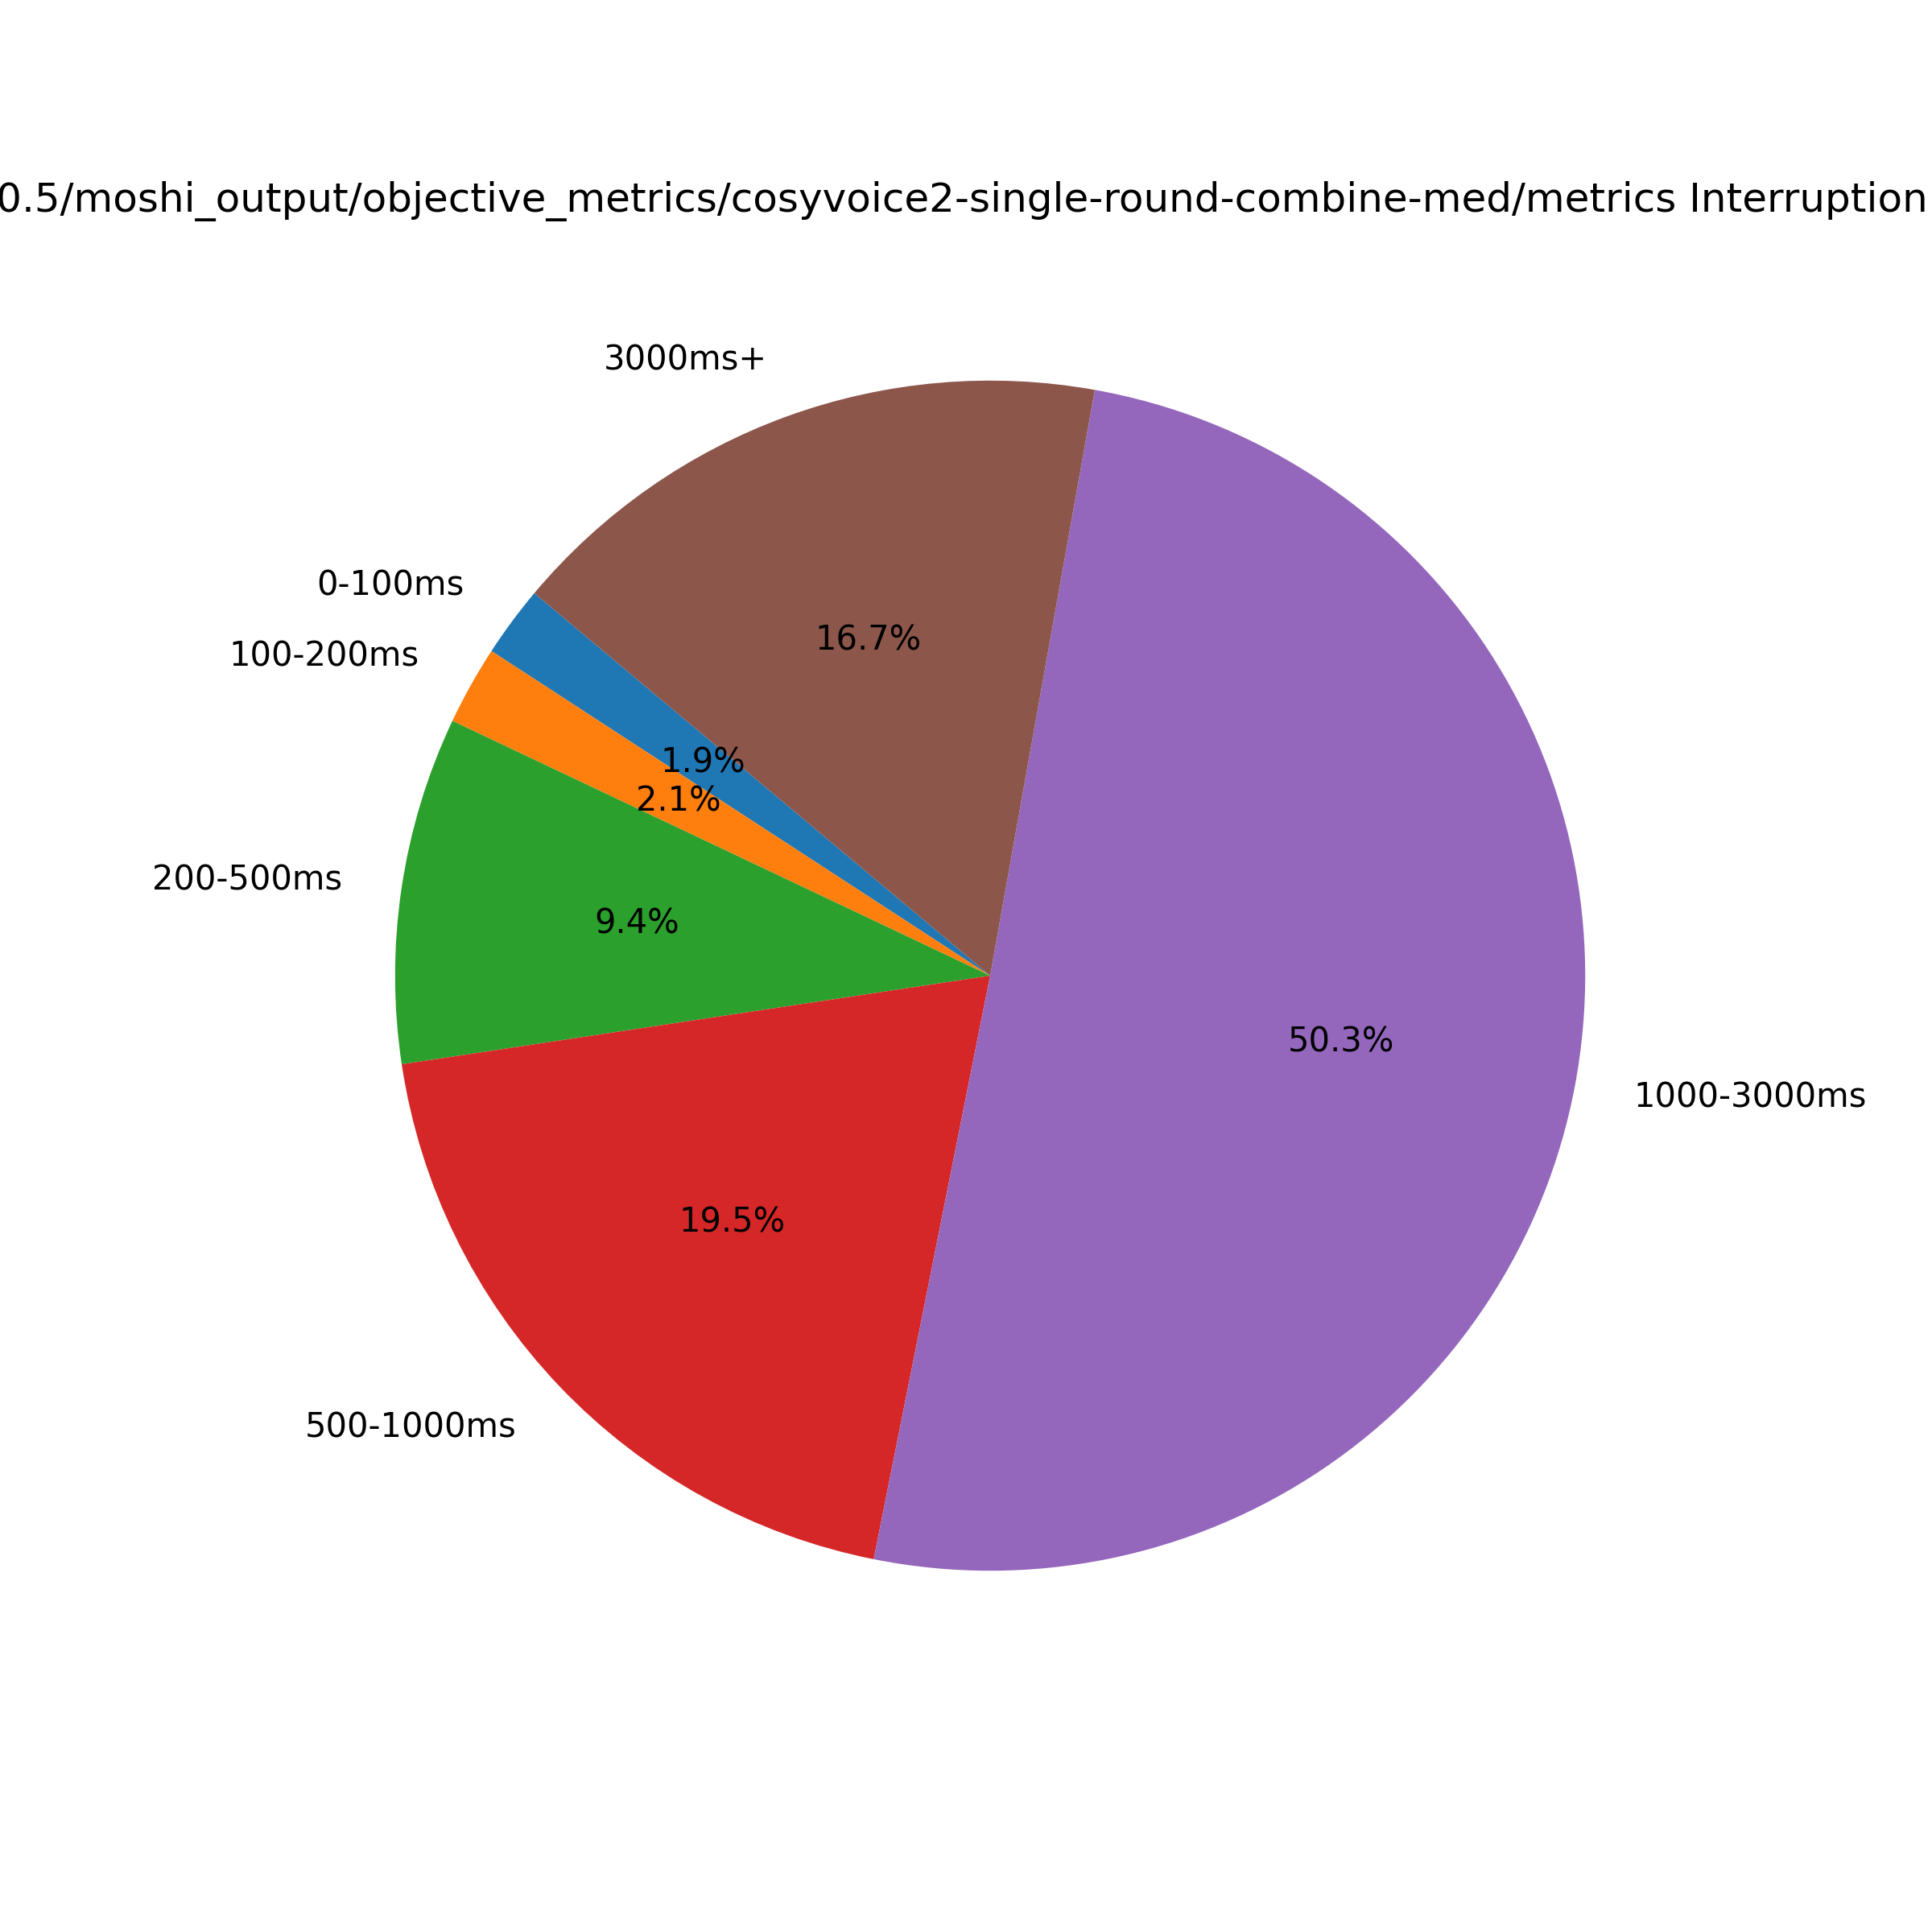 0.5/moshi_output/objective_metrics/cosyvoice2-single-round-combine-med/metrics Interruption
3000ms+
0-100ms
100-200ms
16.7%
1.9%
2.1%
200-500ms
9.4%
50.3%
1000-3000ms
19.5%
500-1000ms